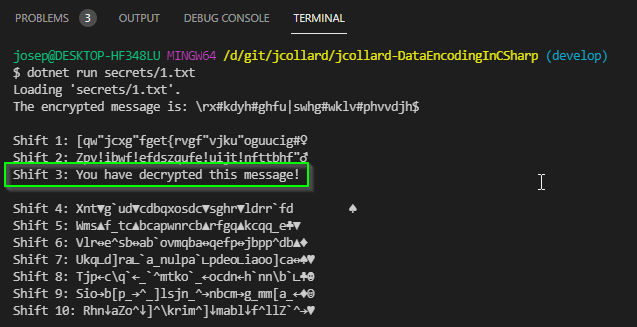 PROBLEMS 3 OUTPUT DEBUG CONSOLE TERMINAL
josep@DESKTOP-HF348LU MINGW64 /d/git/jcollard/jcollard-DataEncodingInCSharp (develop)
$ dotnet run secrets/1.txt
Loading 'secrets/1.txt'.
The encrypted message is: \rx#kdyh#ghfu|swhg#wklv#phvvdjh$
Shift 1: [qw"jcxg"fget{rvgf"vjku"oguucig#♀
Shift 2: Zpv!ibwf!efdszqufe!uijt!nfttbhf"♂
Shift 3: You have decrypted this message!
Shift 4: Xnt▼g`ud▼cdbqxosdc▼sghr▼ldrr`fd ♠
Shift 5: Wms▲f_tc▲bcapwnrcb▲rfgq▲kcqq_e♣▼
Shift 6: Vlr↔e^sb↔ab`ovmqba↔qefp↔jbpp^db▲♦
Shift 7: Ukq∟d]ra∟`a_nulpa`∟pdeo∟iaoo]ca↔♠♥
Shift 8: Tjp←c\q`←_`^mtko`_←ocdn←h`nn\b`∟♣☻
Shift 9: Sio→b[p_→^_]lsjn_^→nbcm→g_mm[a_←♦☺
Shift 10: Rhn↓aZo^↓]^\krim^]↓mabl↓f^llZ`^→♥